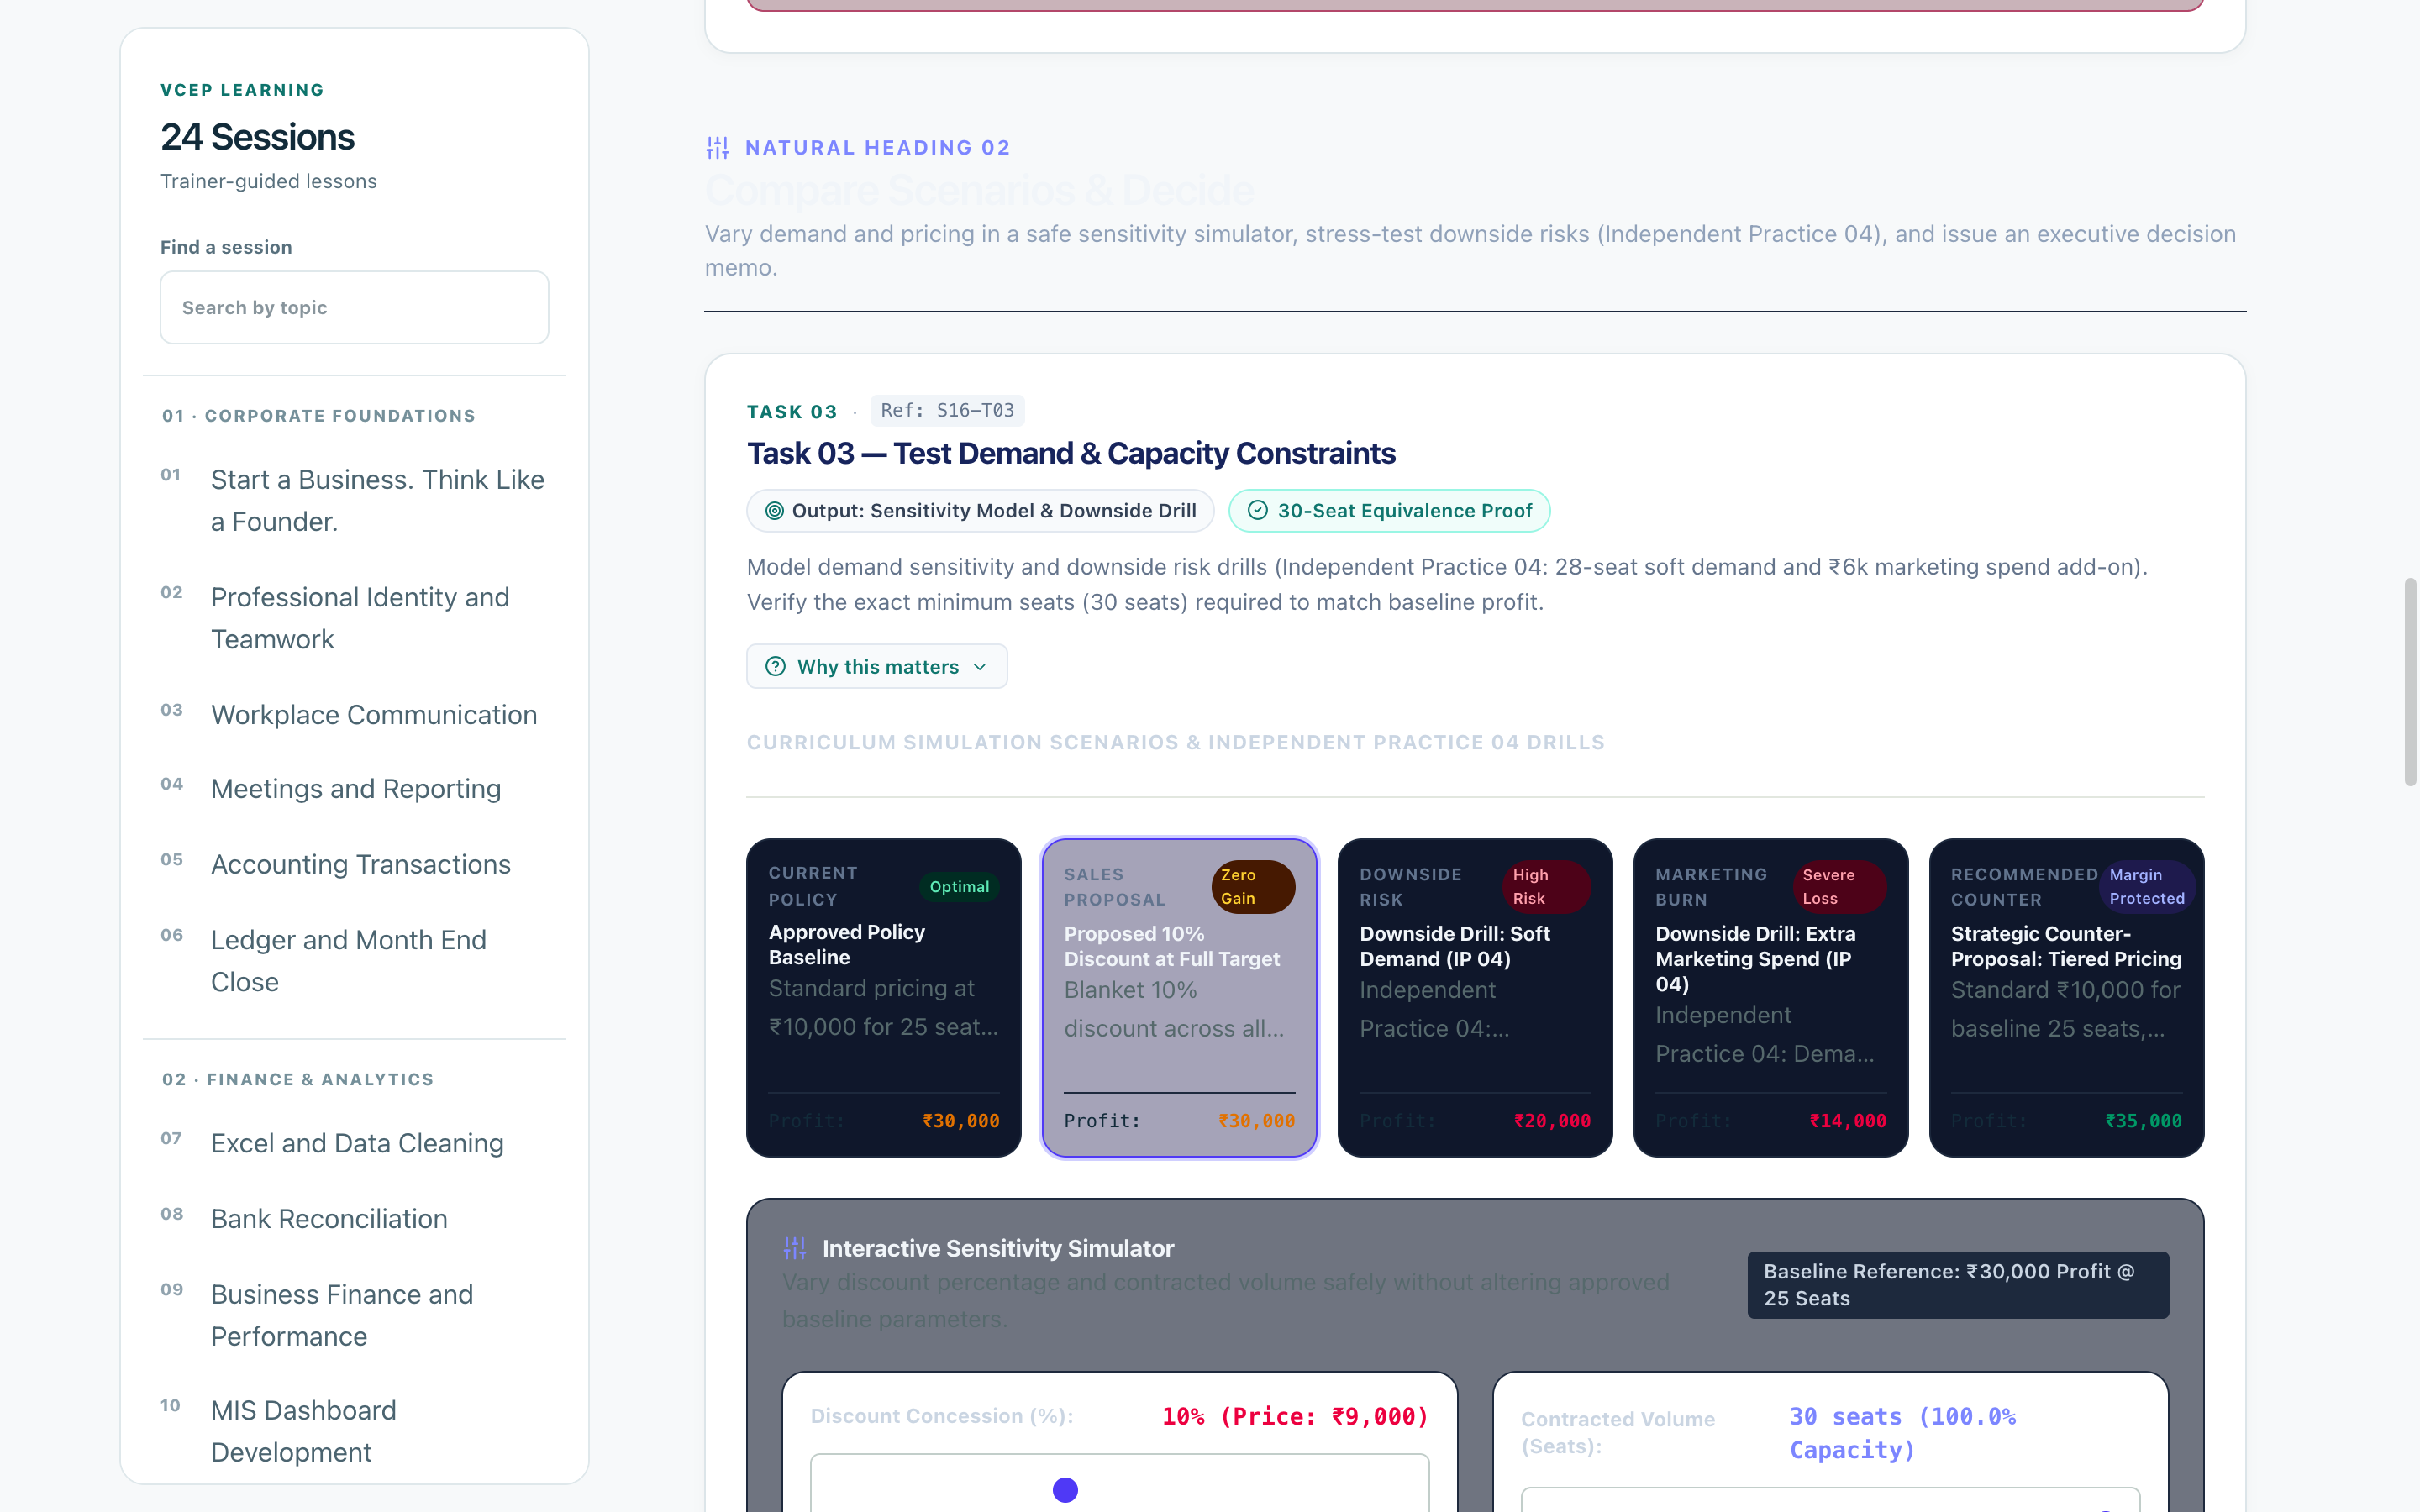 VCEP LEARNING
24 Sessions
Trainer-guided lessons
Find a session
Search by topic
01 · CORPORATE FOUNDATIONS
01 Start a Business. Think Like
a Founder.
02 Professional Identity and
Teamwork
03 Workplace Communication
04 Meetings and Reporting
05 Accounting Transactions
06 Ledger and Month End
Close
02 · FINANCE & ANALYTICS
07 Excel and Data Cleaning
08 Bank Reconciliation
09 Business Finance and
Performance
10 MIS Dashboard
Development
NATURAL HEADING 02
Compare Scenarios & Decide
Vary demand and pricing in a safe sensitivity simulator, stress-test downside risks (Independent Practice 04), and issue an executive decision
memo.
TASK 03 · Ref: S16-T03
Task 03 — Test Demand & Capacity Constraints
Output: Sensitivity Model & Downside Drill
30-Seat Equivalence Proof
Model demand sensitivity and downside risk drills (Independent Practice 04: 28-seat soft demand and ₹6k marketing spend add-on).
Verify the exact minimum seats (30 seats) required to match baseline profit.
Why this matters
CURRICULUM SIMULATION SCENARIOS & INDEPENDENT PRACTICE 04 DRILLS
CURRENT
POLICY
Optimal
Approved Policy
Baseline
Standard pricing at
₹10,000 for 25 seat...
Profit: ₹30,000
SALES
PROPOSAL
Zero
Gain
Proposed 10%
Discount at Full Target
Blanket 10%
discount across all...
Profit: ₹30,000
DOWNSIDE
RISK
High
Risk
Downside Drill: Soft
Demand (IP 04)
Independent
Practice 04:...
Profit: ₹20,000
MARKETING
BURN
Severe
Loss
Downside Drill: Extra
Marketing Spend (IP
04)
Independent
Practice 04: Dema...
Profit: ₹14,000
RECOMMENDED
COUNTER
Margin
Protected
Strategic Counter-
Proposal: Tiered Pricing
Standard ₹10,000 for
baseline 25 seats,...
Profit: ₹35,000
Interactive Sensitivity Simulator
Vary discount percentage and contracted volume safely without altering approved
baseline parameters.
Baseline Reference: ₹30,000 Profit @
25 Seats
Discount Concession (%): 10% (Price: ₹9,000)
Contracted Volume
(Seats):
30 seats (100.0%
Capacity)